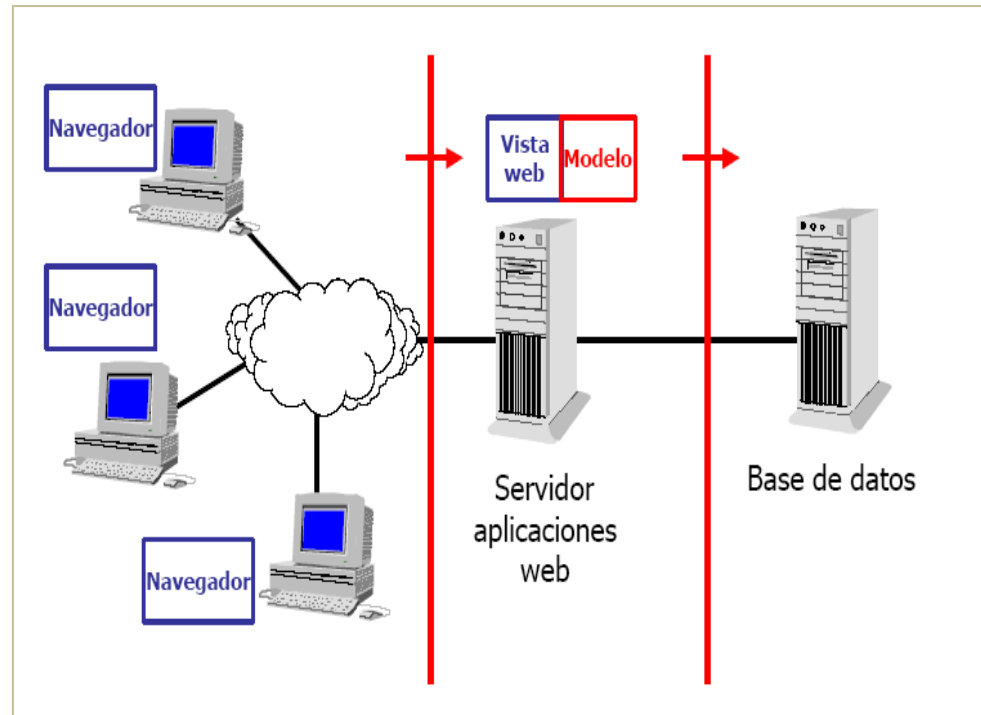 Navegador
Navegador
Navegador
Vista
web
Modelo
Servidor
aplicaciones
web
Base de datos